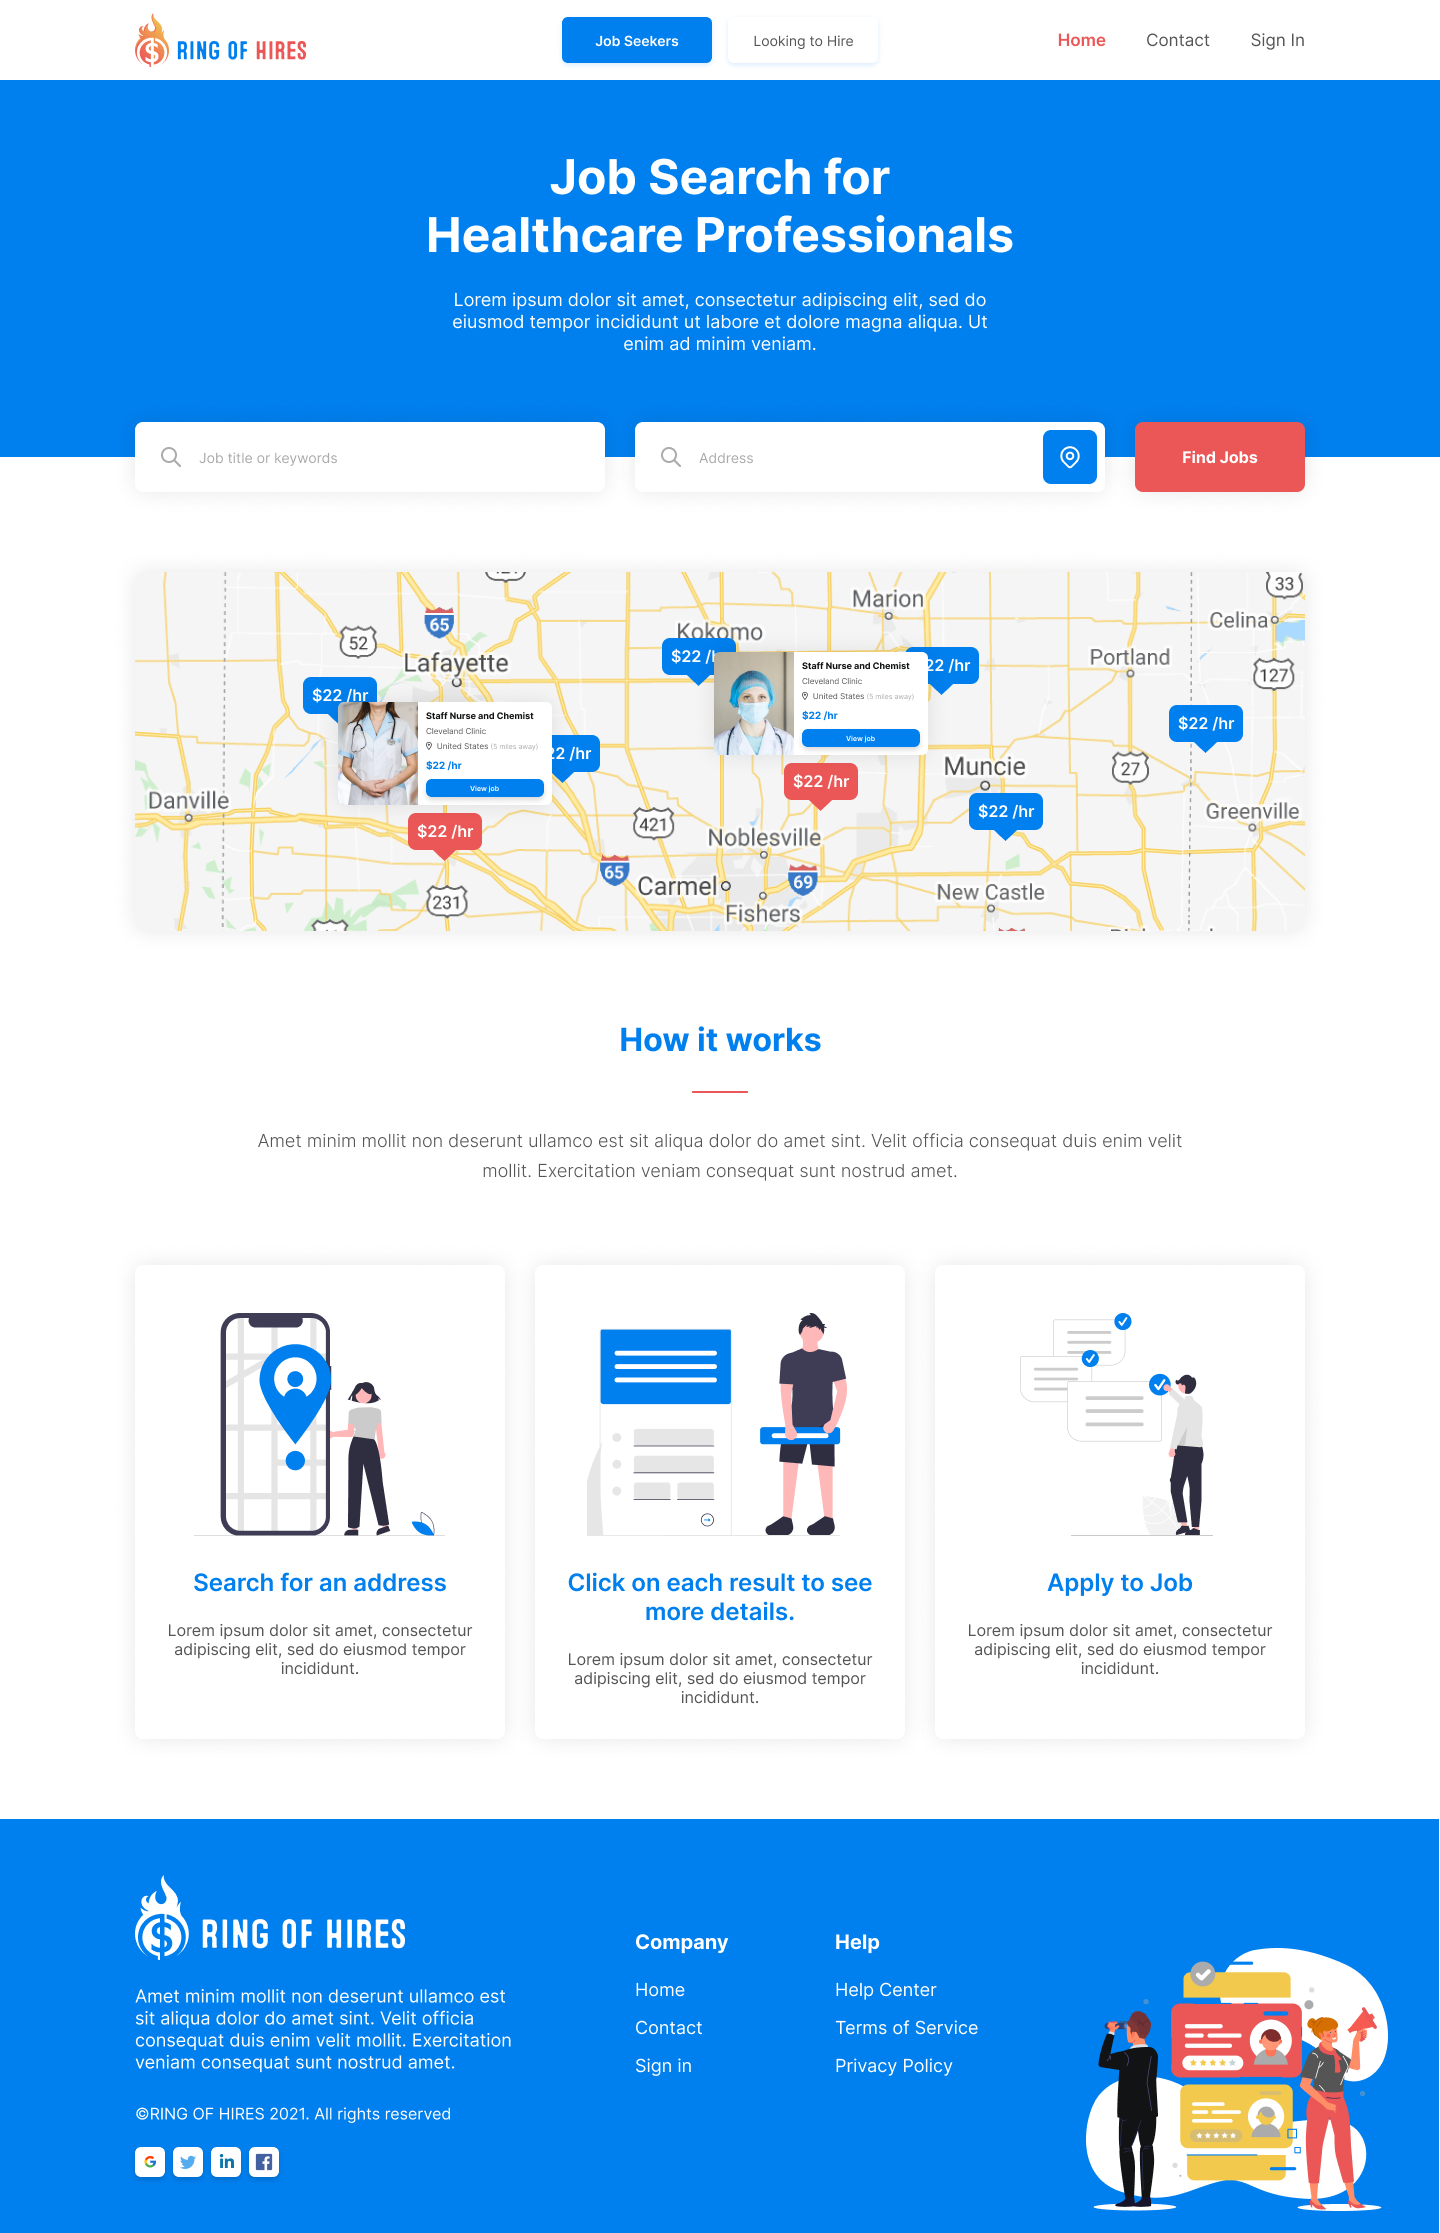 RING OF HIRES
Job Seekers
Looking to Hire
Home
Contact
Sign In
Job Search for
Healthcare Professionals
Lorem ipsum dolor sit amet, consectetur adipiscing elit, sed do
eiusmod tempor incididunt ut labore et dolore magna aliqua. Ut
enim ad minim veniam.
Job title or keywords
Address
Find Jobs
33
Marion
Celina
65
52
Kokomo
Lafayette
$22 /hr
22 /hr
Portland
127
Staff Nurse and Chemist
Cleveland Clinic
United States (5 miles away)
$22 /hr
View job
$22 /hr
$22 /hr
Staff Nurse and Chemist
Cleveland Clinic
United States (5 miles away)
$22 /hr
View job
22 /hr
Muncie
27
$22 /hr
Danville
$22 /hr
Greenville
$22 /hr
421
Noblesville
65
Carmel
69
231
New Castle
Fishers
How it works
Amet minim mollit non deserunt ullamco est sit aliqua dolor do amet sint. Velit officia consequat duis enim velit
mollit. Exercitation veniam consequat sunt nostrud amet.
Search for an address
Lorem ipsum dolor sit amet, consectetur
adipiscing elit, sed do eiusmod tempor
incididunt.
Click on each result to see
more details.
Lorem ipsum dolor sit amet, consectetur
adipiscing elit, sed do eiusmod tempor
incididunt.
Apply to Job
Lorem ipsum dolor sit amet, consectetur
adipiscing elit, sed do eiusmod tempor
incididunt.
RING OF HIRES
Amet minim mollit non deserunt ullamco est
sit aliqua dolor do amet sint. Velit officia
consequat duis enim velit mollit. Exercitation
veniam consequat sunt nostrud amet.
©RING OF HIRES 2021. All rights reserved
Company
Home
Contact
Sign in
Help
Help Center
Terms of Service
Privacy Policy